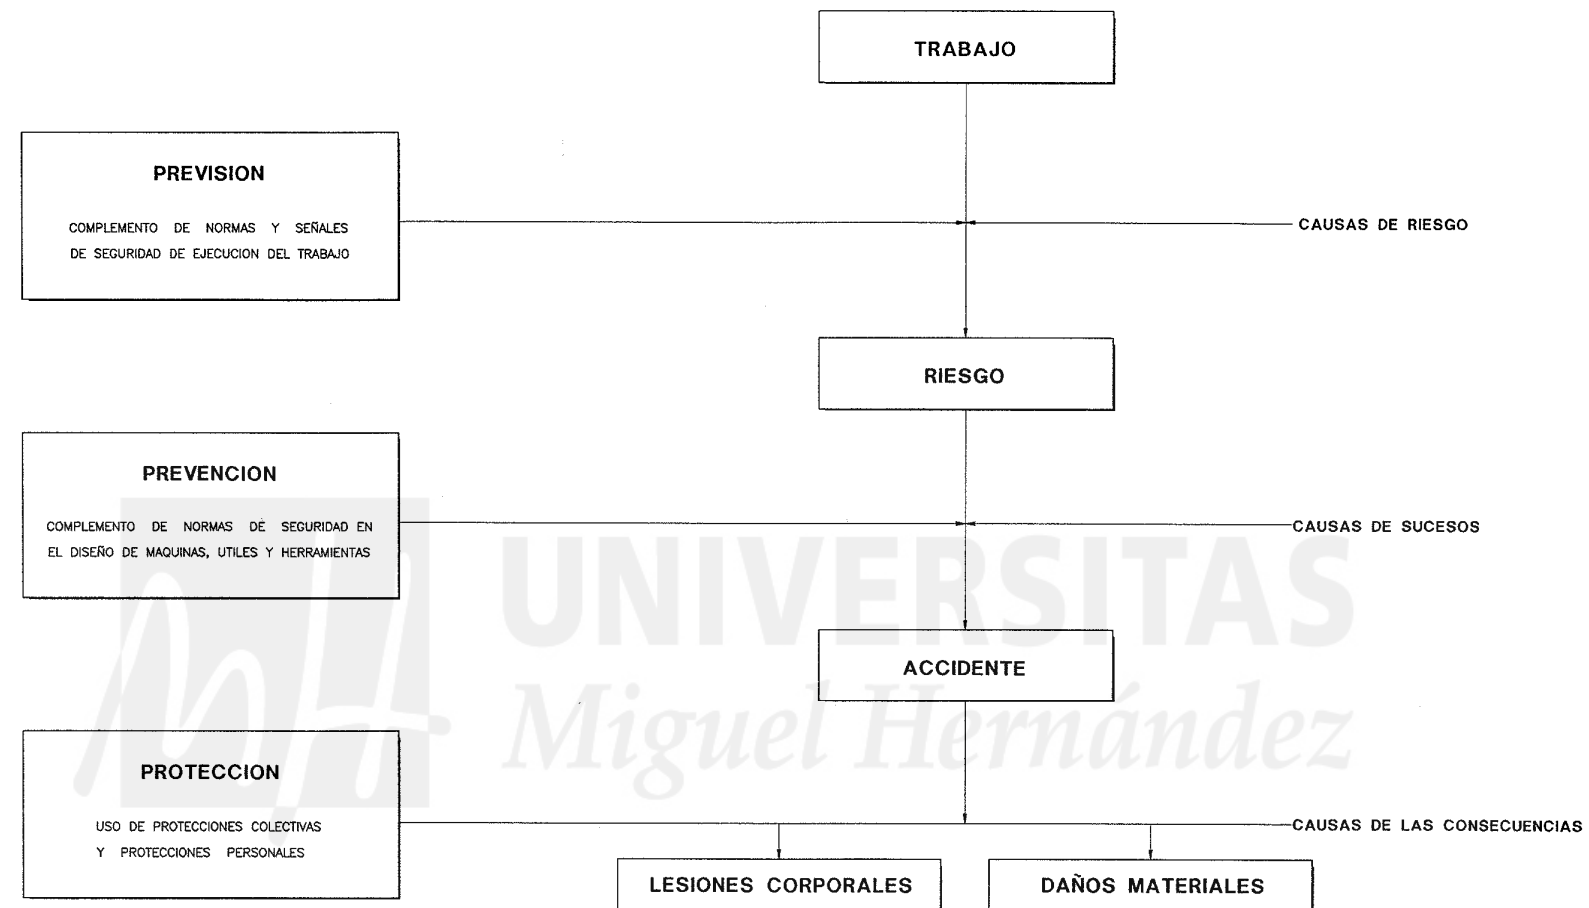 TRABAJO
PREVISION
COMPLEMENTO DE NORMAS Y SEÑALES
DE SEGURIDAD DE EJECUCION DEL TRABAJO
CAUSAS DE RIESGO
RIESGO
PREVENCION
COMPLEMENTO DE NORMAS DE SEGURIDAD EN
EL DISEÑO DE MAQUINAS, UTILES Y HERRAMIENTAS
CAUSAS DE SUCESOS
UNIVERSITAS
Miguel Hernández
ACCIDENTE
PROTECCION
USO DE PROTECCIONES COLECTIVAS
Y PROTECCIONES PERSONALES
CAUSAS DE LAS CONSECUENCIAS
LESIONES CORPORALES
DAÑOS MATERIALES